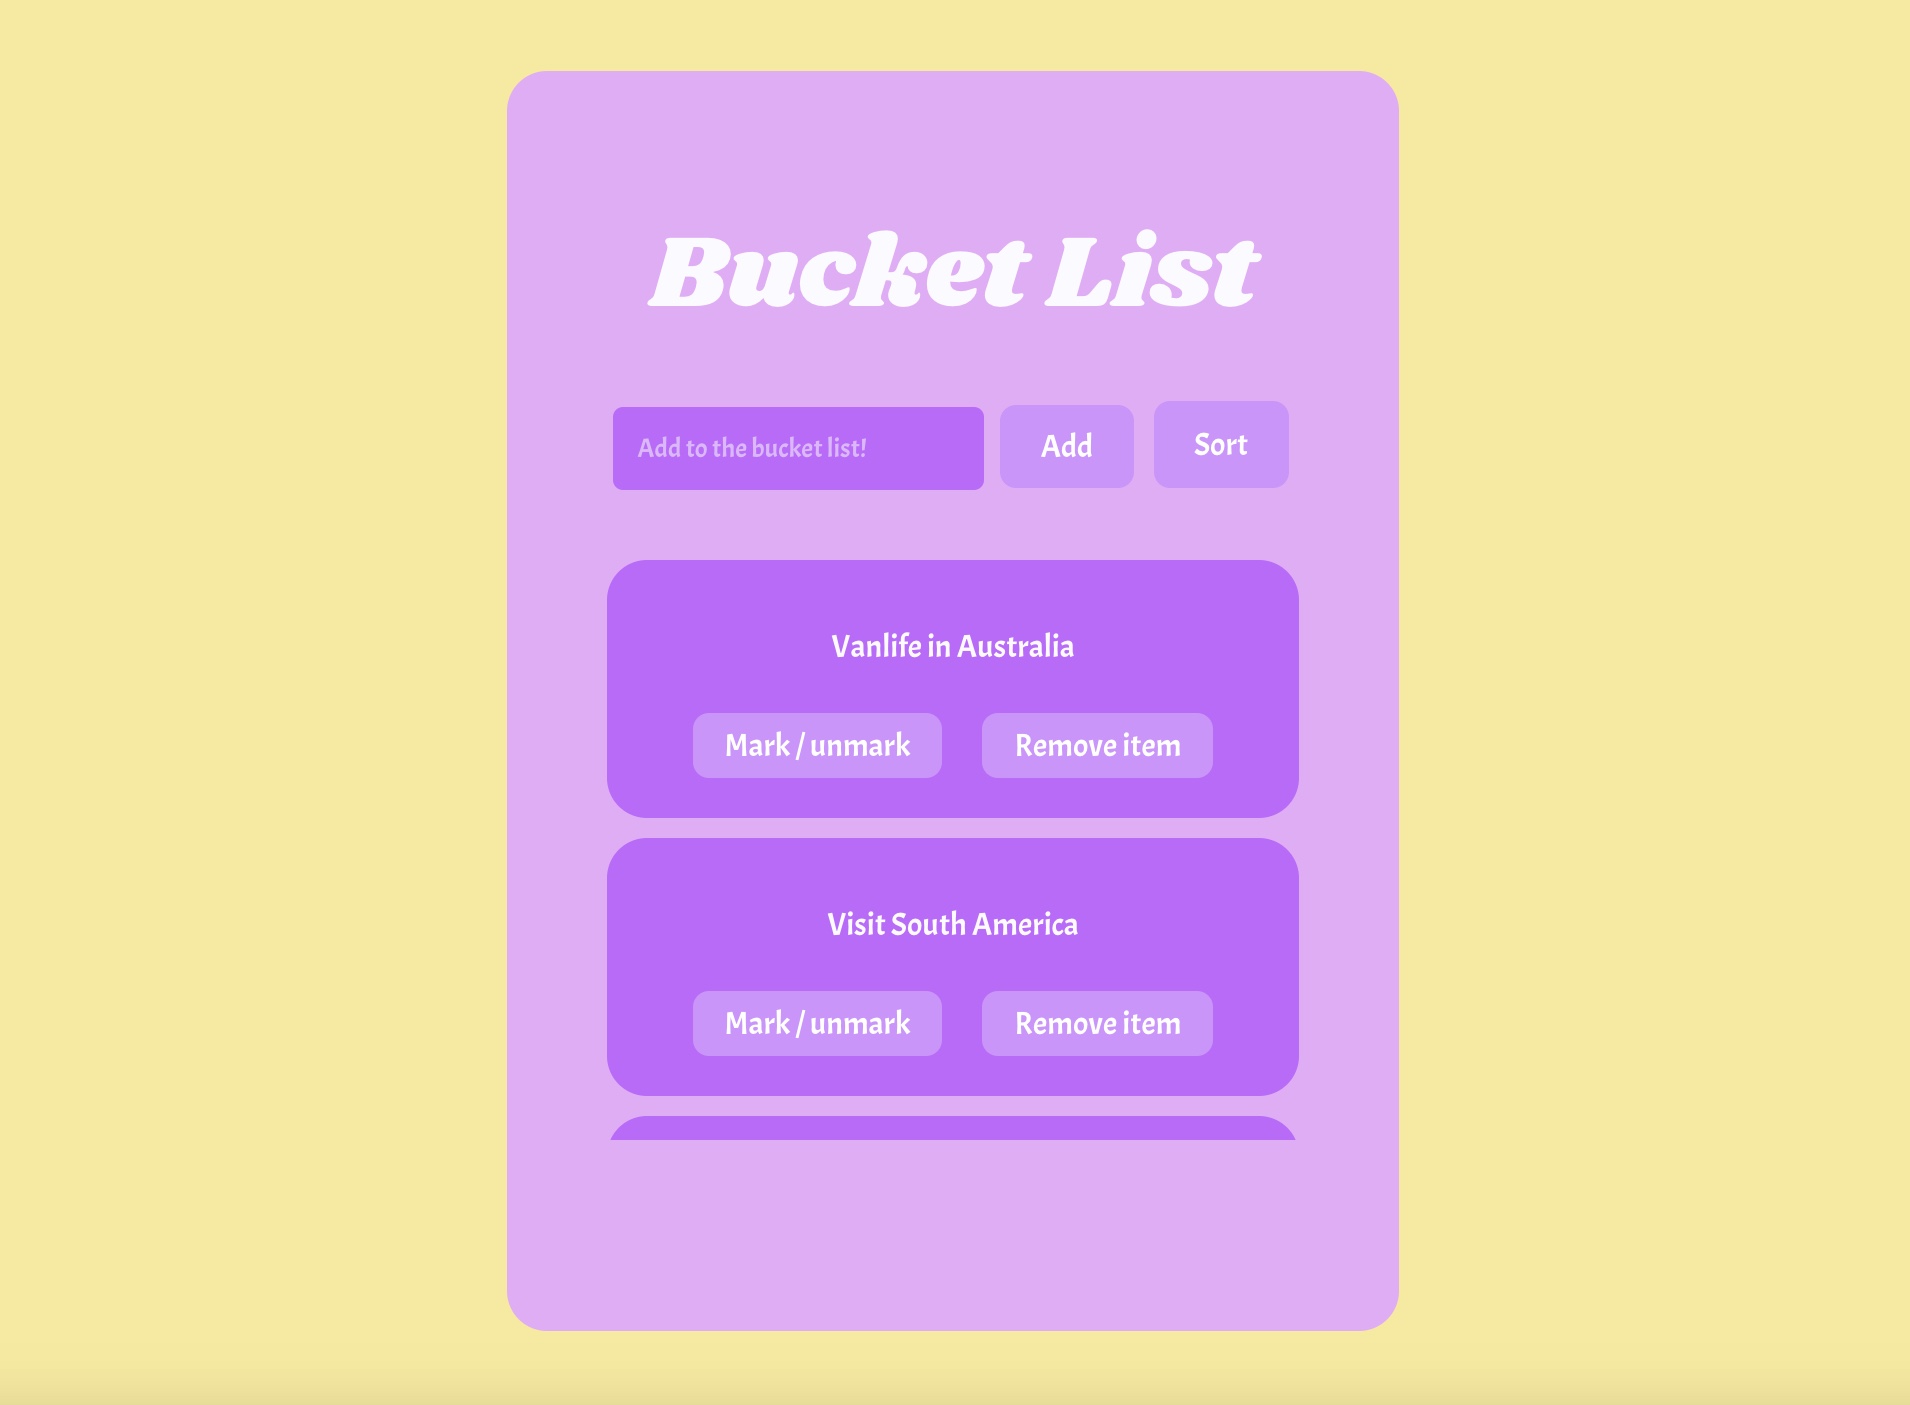 Bucket List
Add to the bucket list!
Add
Sort
Vanlife in Australia
Mark / unmark
Remove item
Visit South America
Mark / unmark
Remove item